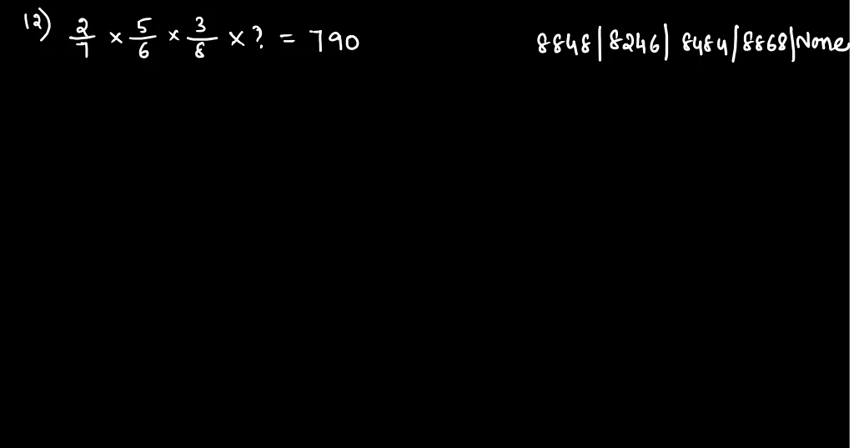 12) 2/7 × 5/6 × 3/8 × ? = 790 8848 | 8246 | 8484 | 8868 | None